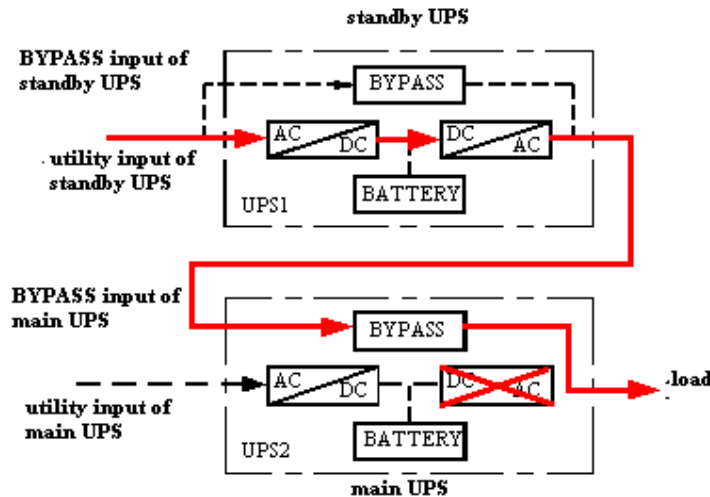 standby UPS
BYPASS input of
standby UPS
BYPASS
AC
DC
DC
AC
. utility input of
standby UPS
BATTERY
UPS1
BYPASS input of
main UPS
BYPASS
AC
DC
DC
AC
load
utility input of
main UPS
BATTERY
UPS2
main UPS